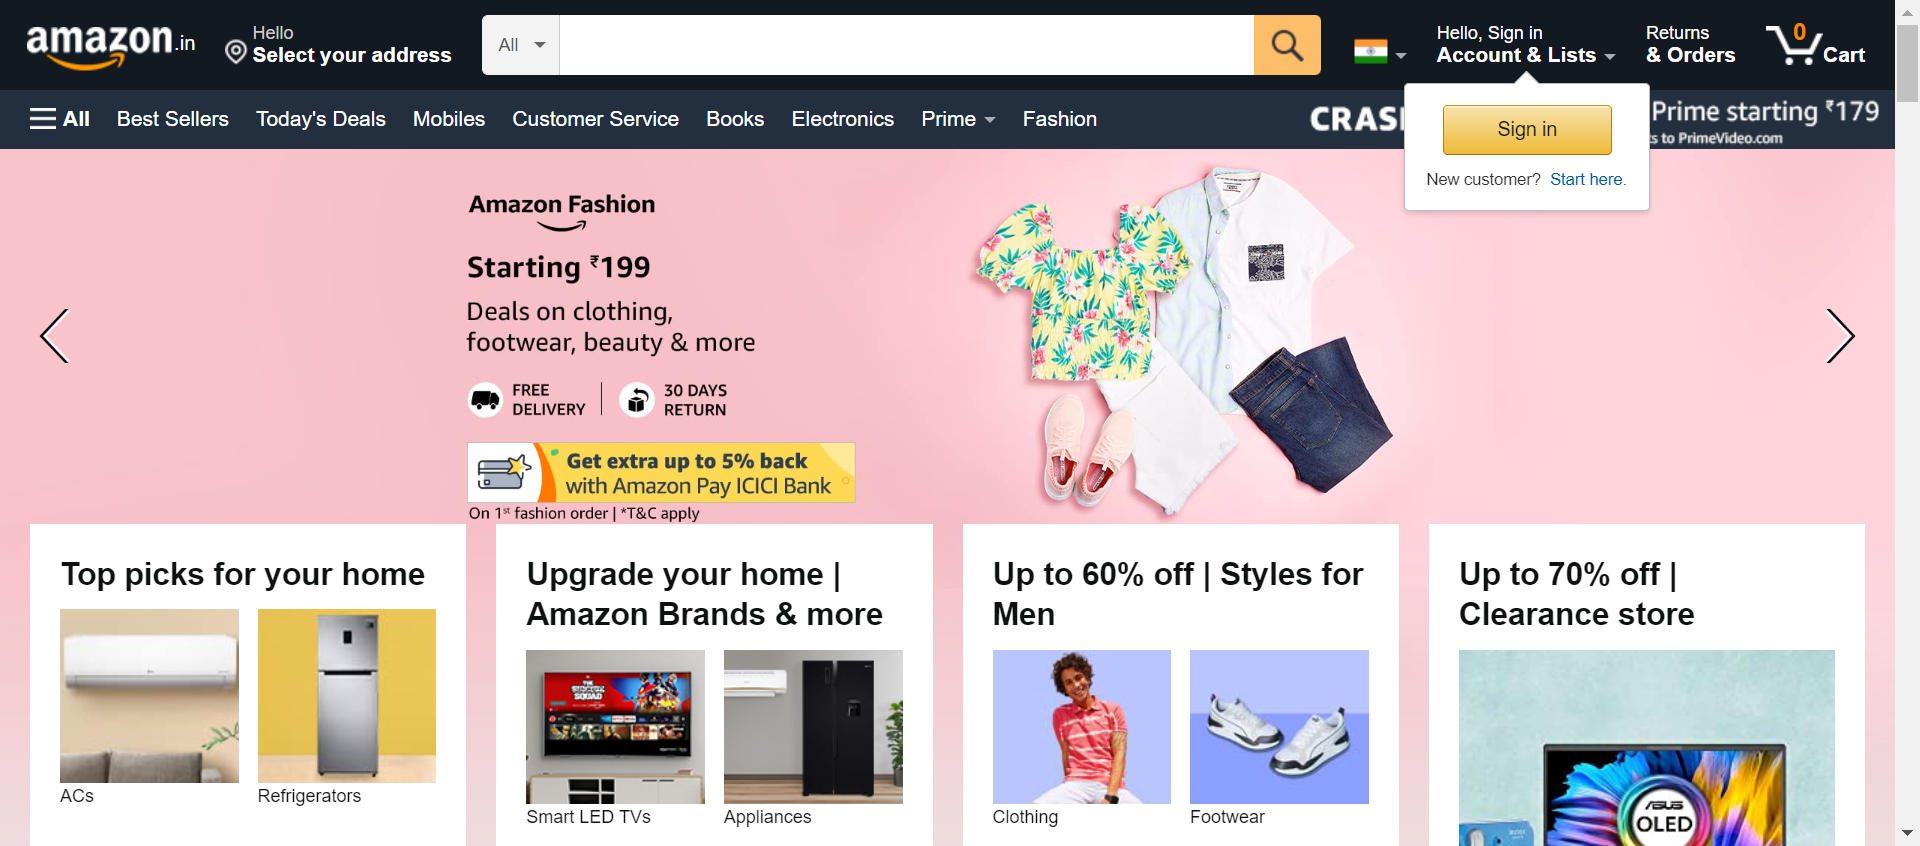 amazon.in
Hello
Select your address
All
Hello, Sign in
Account & Lists
Returns
& Orders
0
Cart
All
Best Sellers
Today's Deals
Mobiles
Customer Service
Books
Electronics
Prime
Fashion
Prime starting ₹179
to PrimeVideo.com
Sign in
New customer? Start here.
Amazon Fashion
Starting ₹199
Deals on clothing,
footwear, beauty & more
FREE
DELIVERY
30 DAYS
RETURN
Get extra up to 5% back
with Amazon Pay ICICI Bank
On 1st fashion order | *T&C apply
Top picks for your home
ACs
Refrigerators
Upgrade your home |
Amazon Brands & more
THE
SUICIDE
SQUAD
Smart LED TVs
Appliances
Up to 60% off | Styles for
Men
Clothing
Footwear
Up to 70% off |
Clearance store
ASUS
OLED